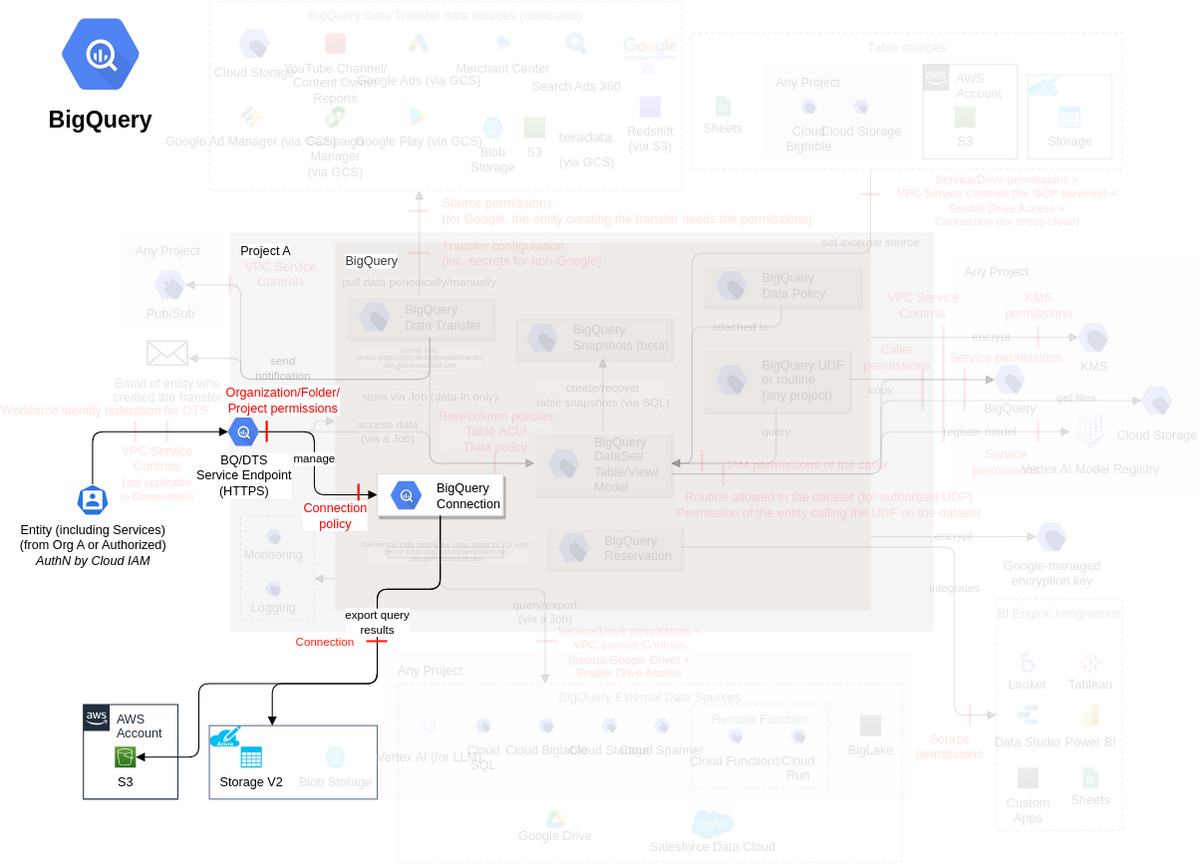 BigQuery
BigQuery Data Transfer data sources (colocated)
Cloud Storage
YouTube Channel/
Content Owner
Reports
Google Ads (via GCS)
Merchant Center
Search Ads 360
Google
Google Ad Manager (via GCS)
Campaign
Manager
(via GCS)
Google Play (via GCS)
Blob
Storage
S3
teradata.
(via GCS)
Redshift
(via S3)
Table sources
Sheets
Any Project
Cloud
Bigtable
Cloud Storage
aws
AWS
Account
S3
Azure
Storage
Service/Drive permissions +
VPC Service Controls (for GCP services) +
Enable Drive Access +
Connection (for cross-cloud)
Source permissions
(for Google, the entity creating the transfer needs the permissions)
Transfer configuration
(inc. secrets for non-Google)
set external source
Any Project
Pub/Sub
VPC Service
Controls
Project A
BigQuery
pull data periodically/manually
BigQuery
Data Transfer
BigQuery
Snapshots (beta)
BigQuery
Data Policy
attached to
BigQuery UDF
or routine
(any project)
Any Project
VPC Service
Controls
KMS
permissions
encrypt
KMS
Caller
permissions
Service permissions
copy
BigQuery
get files
Cloud Storage
register model
Service
permissions
Vertex AI Model Registry
send
notification
Email of entity who
created the transfer
Workforce identity federation for DTS
Organization/Folder/
Project permissions
store via Job (data-in only)
create/recover
table snapshots (via SQL)
access data
(via a Job)
Row/column policies
Table ACL/
Data policy
query
BigQuery
DataSet/
Table/View/
Model
IAM permissions of the caller
Routine allowed in the dataset (for authorized UDF)
Permission of the entity calling the UDF on the dataset
VPC Service
Controls
(not applicable
to Connections)
BQ/DTS
Service Endpoint
(HTTPS)
manage
Connection
policy
BigQuery
Connection
Entity (including Services)
(from Org A or Authorized)
AuthN by Cloud IAM
Monitoring
Logging
BigQuery
Reservation
encrypt
Google-managed
encryption key
integrates
export query
results
Connection
query/export
(via a Job)
Service/Drive permissions +
VPC Service Controls
(except Google Drive) +
Enable Drive Access
BI Engine Integrations
Looker
Tableau
Data Studio
Power BI
Custom
Apps
Sheets
Source
permissions
Any Project
BigQuery External Data Sources
Vertex AI (for LLM)
Cloud
SQL
Cloud Bigtable
Cloud Storage
Cloud Spanner
Remote Function
Cloud Functions
Cloud
Run
BigLake
Google Drive
Salesforce Data Cloud
aws
AWS
Account
S3
Azure
Storage V2
Blob Storage